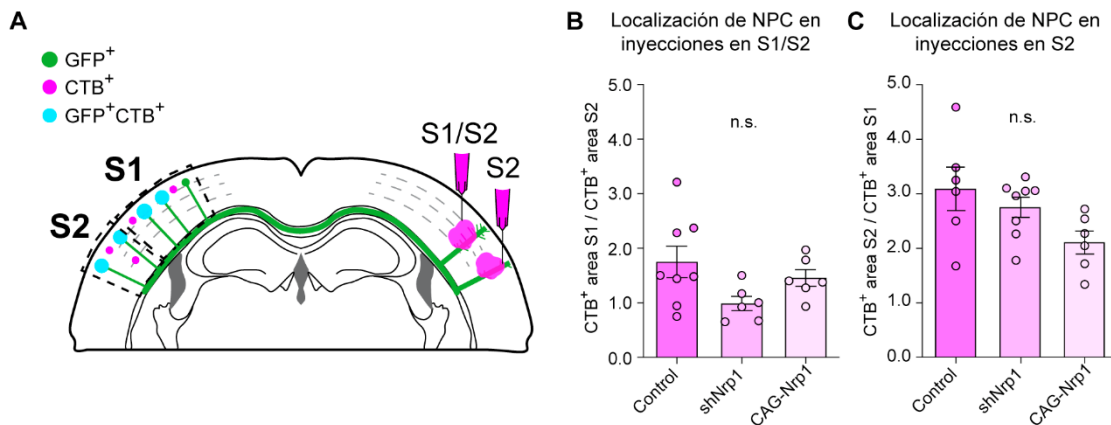 A
GFP+
CTB+
GFP+CTB+
S1
S2
S1/S2
S2
B
Localización de NPC en
inyecciones en S1/S2
CTB+ area S1 / CTB+ area S2
5.0
4.0
3.0
2.0
1.0
0.0
n.s.
Control
shNrp1
CAG-Nrp1
C
Localización de NPC en
inyecciones en S2
CTB+ area S2 / CTB+ area S1
5.0
4.0
3.0
2.0
1.0
0.0
n.s.
Control
shNrp1
CAG-Nrp1